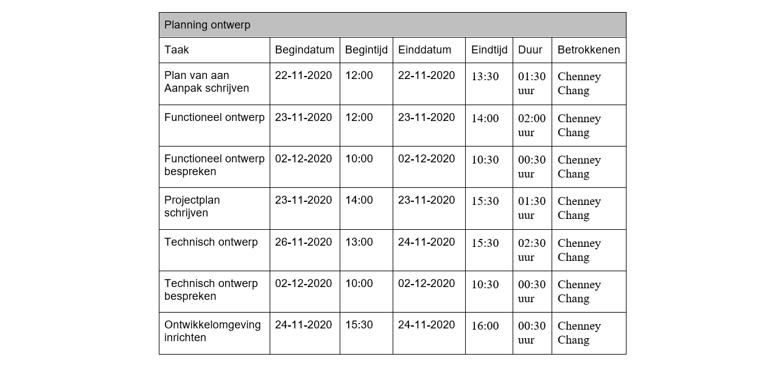 Planning ontwerp
Taak Begindatum Begintijd Einddatum Eindtijd Duur Betrokkenen
Plan van aan 22-11-2020 12:00 22-11-2020 13:30 01:30 Chenney
Aanpak schrijven uur Chang
Functioneel ontwerp 23-11-2020 12:00 23-11-2020 14:00 02:00 Chenney
uur Chang
Functioneel ontwerp 02-12-2020 10:00 02-12-2020 10:30 00:30 Chenney
bespreken uur Chang
Projectplan 23-11-2020 14:00 23-11-2020 15:30 01:30 Chenney
schrijven uur Chang
Technisch ontwerp 26-11-2020 13:00 24-11-2020 15:30 02:30 Chenney
uur Chang
Technisch ontwerp 02-12-2020 10:00 02-12-2020 10:30 00:30 Chenney
bespreken uur Chang
Ontwikkelomgeving 24-11-2020 15:30 24-11-2020 16:00 00:30 Chenney
inrichten uur Chang